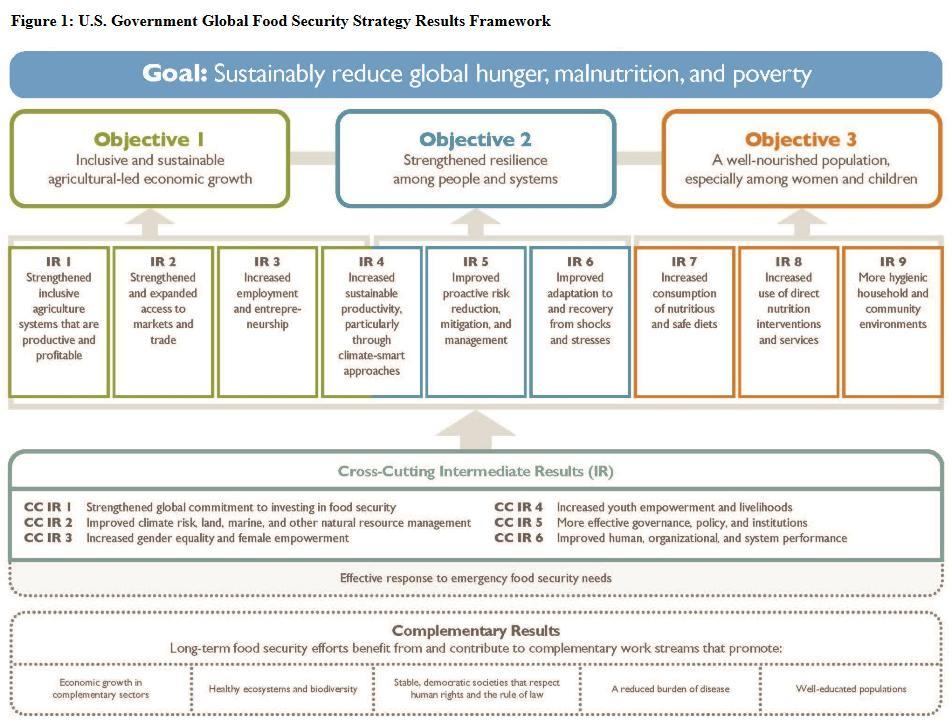 Figure 1: U.S. Government Global Food Security Strategy Results Framework
Goal: Sustainably reduce global hunger, malnutrition, and poverty
Objective 1
Inclusive and sustainable
agricultural-led economic growth
Objective 2
Strengthened resilience
among people and systems
Objective 3
A well-nourished population,
especially among women and children
IR 1
Strengthened
inclusive
agriculture
systems that are
productive and
profitable
IR 2
Strengthened
and expanded
access to
markets and
trade
IR 3
Increased
employment
and entrepre-
neurship
IR 4
Increased
sustainable
productivity,
particularly
through
climate-smart
approaches
IR 5
Improved
proactive risk
reduction,
mitigation, and
management
IR 6
Improved
adaptation to
and recovery
from shocks
and stresses
IR 7
Increased
consumption
of nutritious
and safe diets
IR 8
Increased
use of direct
nutrition
interventions
and services
IR 9
More hygienic
household and
community
environments
Cross-Cutting Intermediate Results (IR)
CC IR 1 Strengthened global commitment to investing in food security
CC IR 2 Improved climate risk, land, marine, and other natural resource management
CC IR 3 Increased gender equality and female empowerment
CC IR 4 Increased youth empowerment and livelihoods
CC IR 5 More effective governance, policy, and institutions
CC IR 6 Improved human, organizational, and system performance
Effective response to emergency food security needs
Complementary Results
Long-term food security efforts benefit from and contribute to complementary work streams that promote:
Economic growth in
complementary sectors
Healthy ecosystems and biodiversity
Stable, democratic societies that respect
human rights and the rule of law
A reduced burden of disease
Well-educated populations